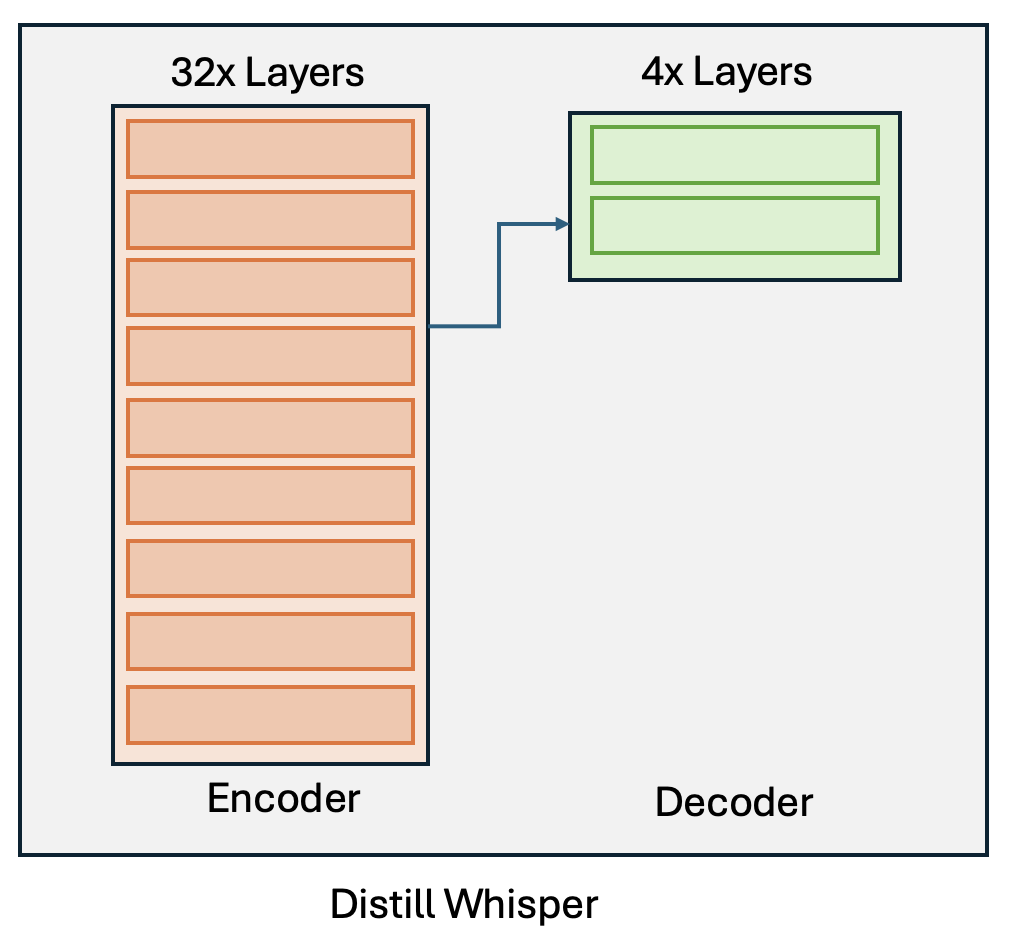 32x Layers
4x Layers
Encoder
Decoder
Distill Whisper